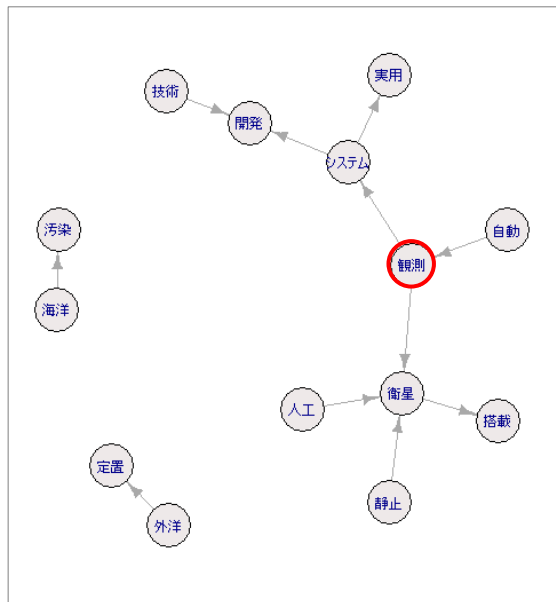 実用
技術
開発
システム
汚染
自動
観測
海洋
衛星
人工
搭載
定置
静止
外洋